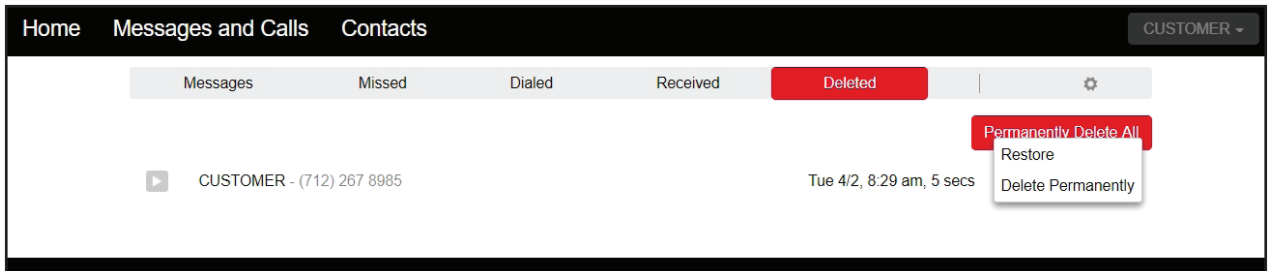 Home Messages and Calls Contacts CUSTOMER
Messages Missed Dialed Received Deleted
Permanently Delete All
Restore
CUSTOMER - (712) 267 8985 Tue 4/2, 8:29 am, 5 secs Delete Permanently